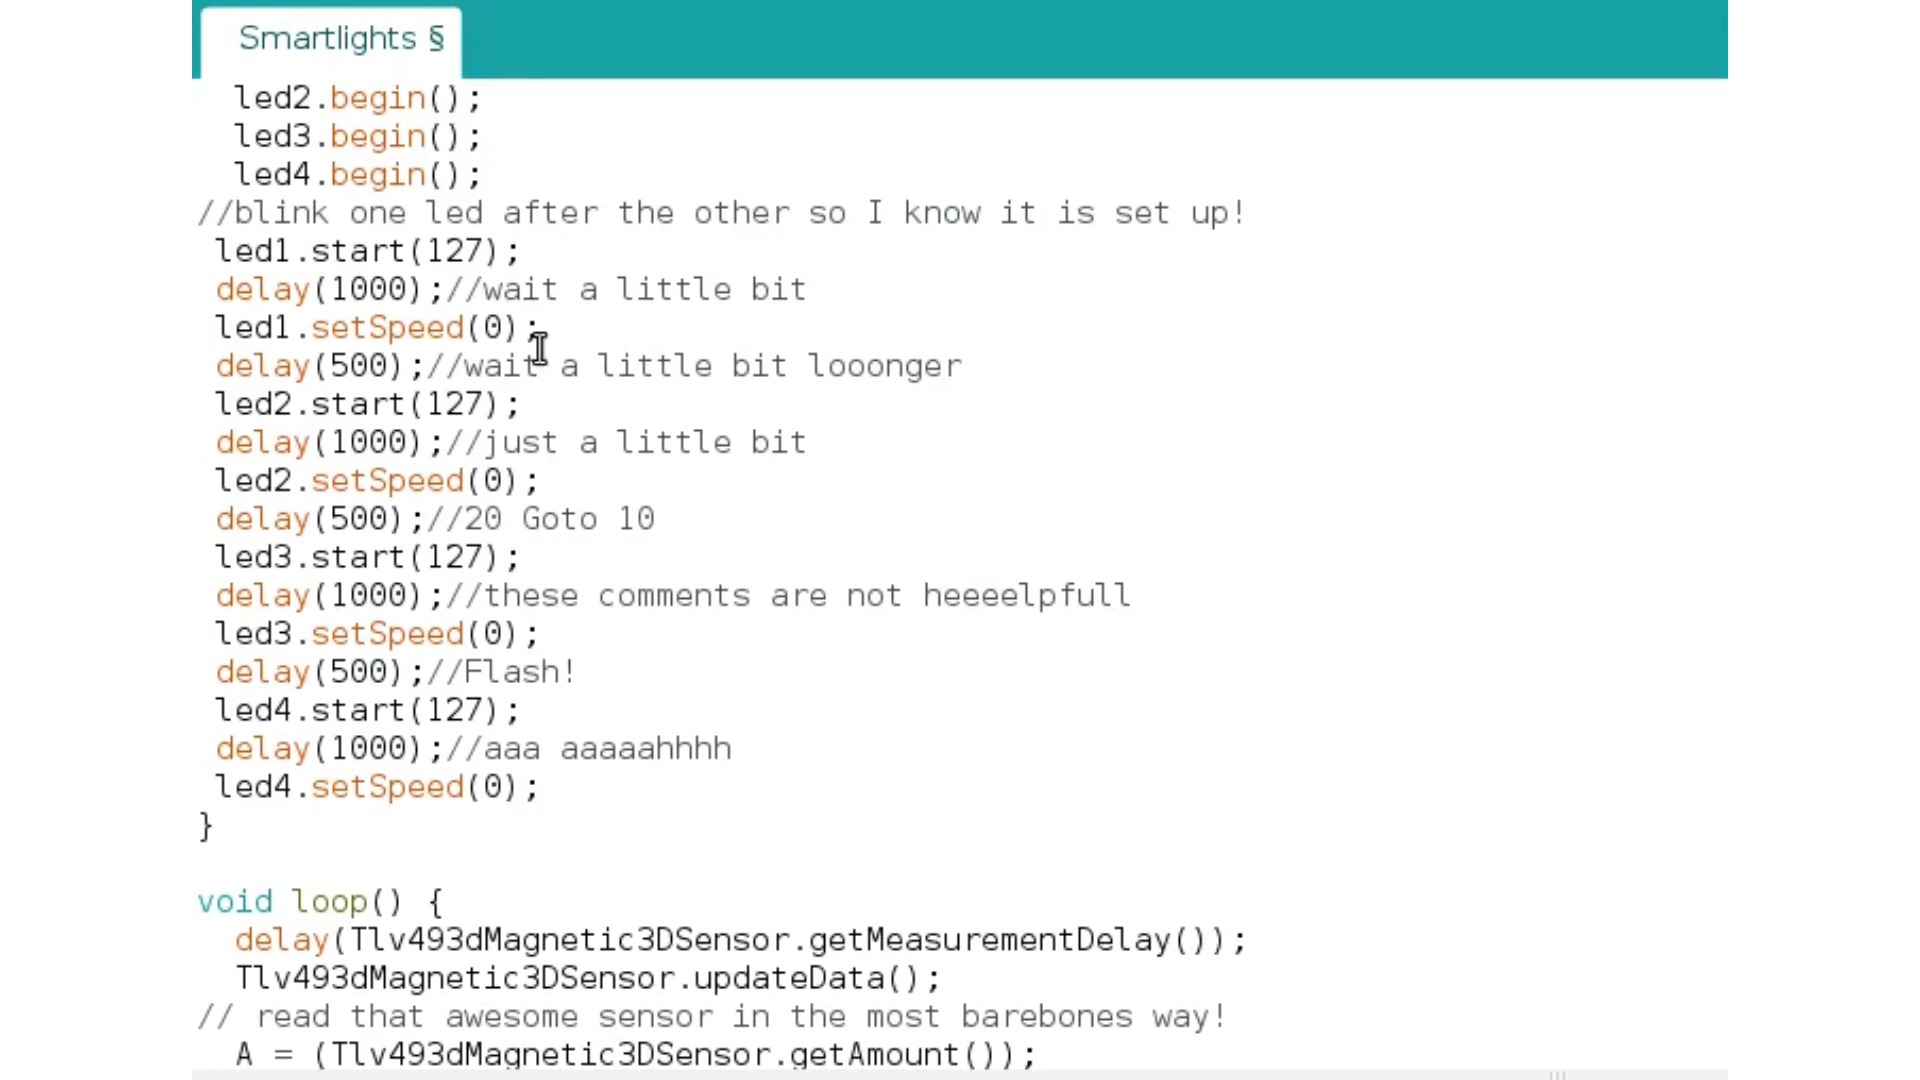 Smartlights §
led2.begin();
led3.begin();
led4.begin();
//blink one led after the other so I know it is set up!
led1.start(127);
delay(1000);//wait a little bit
led1.setSpeed(0);
delay(500);//wait a little bit looonger
led2.start(127);
delay(1000);//just a little bit
led2.setSpeed(0);
delay(500);//20 Goto 10
led3.start(127);
delay(1000);//these comments are not heeeelpfull
led3.setSpeed(0);
delay(500);//Flash!
led4.start(127);
delay(1000);//aaa aaaaahhhh
led4.setSpeed(0);
}
void loop() {
delay(Tlv493dMagnetic3DSensor.getMeasurementDelay());
Tlv493dMagnetic3DSensor.updateData();
// read that awesome sensor in the most barebones way!
A = (Tlv493dMagnetic3DSensor.getAmount());